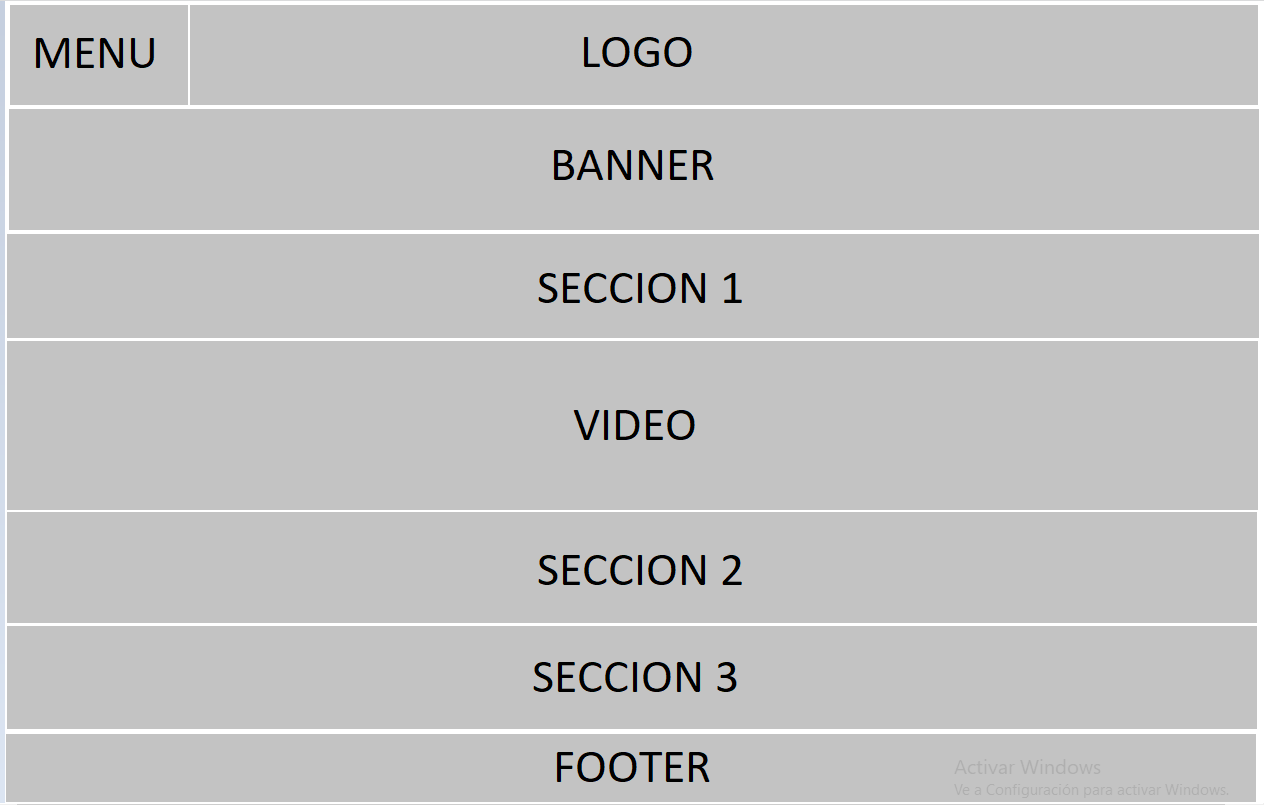 MENU
LOGO
BANNER
SECCION 1
VIDEO
SECCION 2
SECCION 3
FOOTER
Activar Windows
Ve a Configuración para activar Windows.